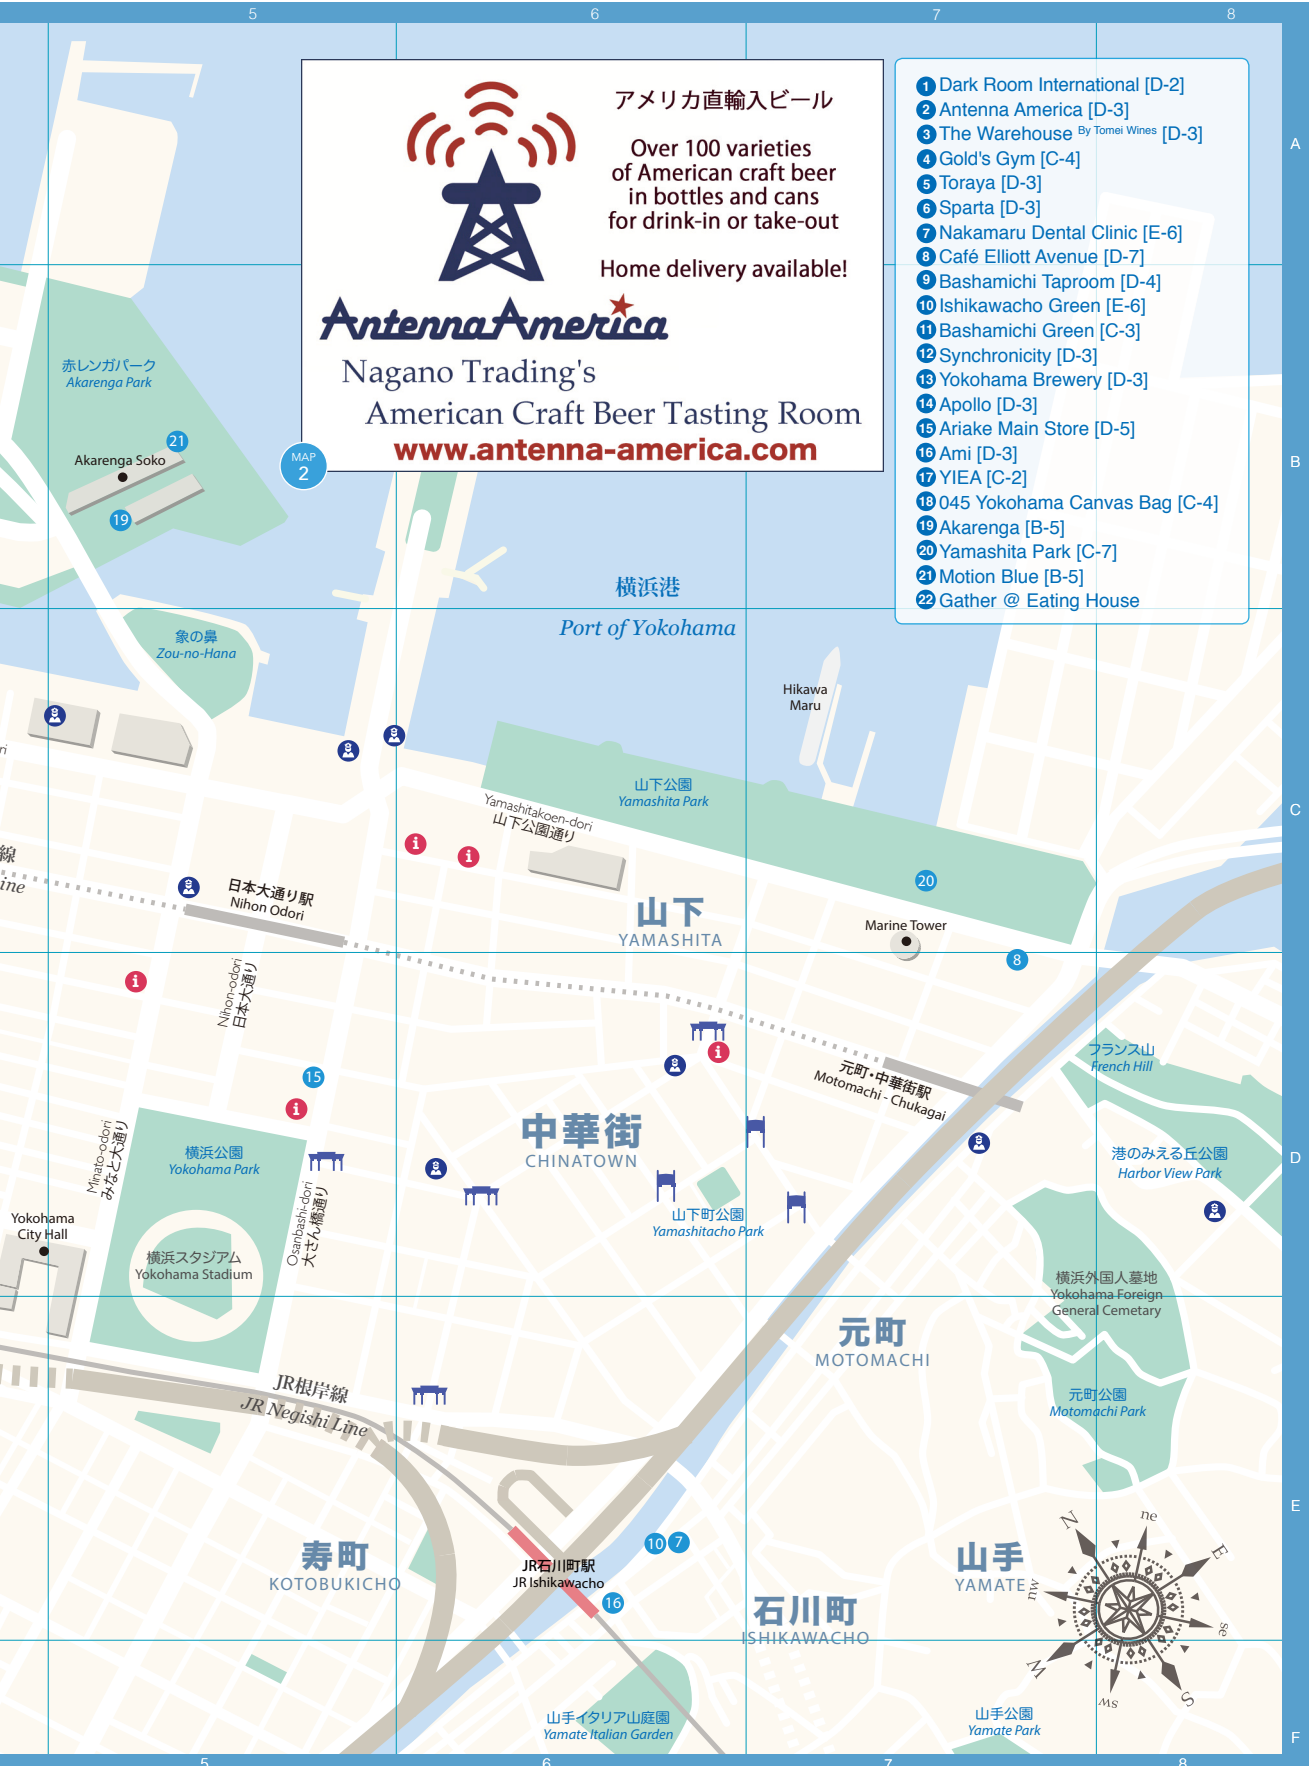 5
6
7
8
アメリカ直輸入ビール
Over 100 varieties
of American craft beer
in bottles and cans
for drink-in or take-out
Home delivery available!
Antenna America
Nagano Trading's
American Craft Beer Tasting Room
www.antenna-america.com
MAP
2
1 Dark Room International [D-2]
2 Antenna America [D-3]
3 The Warehouse By Tomei Wines [D-3]
4 Gold's Gym [C-4]
5 Toraya [D-3]
6 Sparta [D-3]
7 Nakamaru Dental Clinic [E-6]
8 Café Elliott Avenue [D-7]
9 Bashamichi Taproom [D-4]
10 Ishikawacho Green [E-6]
11 Bashamichi Green [C-3]
12 Synchronicity [D-3]
13 Yokohama Brewery [D-3]
14 Apollo [D-3]
15 Ariake Main Store [D-5]
16 Ami [D-3]
17 YIEA [C-2]
18 045 Yokohama Canvas Bag [C-4]
19 Akarenga [B-5]
20 Yamashita Park [C-7]
21 Motion Blue [B-5]
22 Gather @ Eating House
A
B
C
D
E
F
赤レンガパーク
Akarenga Park
21
Akarenga Soko
19
横浜港
Port of Yokohama
象の鼻
Zou-no-Hana
Hikawa
Maru
ri
山下公園
Yamashita Park
Yamashitakoen-dori
山下公園通り
線
ine
日本大通り駅
Nihon Odori
20
山下
YAMASHITA
Marine Tower
8
Nihon-odori
日本大通り
フランス山
French Hill
15
元町・中華街駅
Motomachi - Chukagai
中華街
CHINATOWN
Minato-odori
みなと大通り
横浜公園
Yokohama Park
港のみえる丘公園
Harbor View Park
Osanbashi-dori
大さん橋通り
山下町公園
Yamashitacho Park
Yokohama
City Hall
横浜スタジアム
Yokohama Stadium
横浜外国人墓地
Yokohama Foreign
General Cemetary
元町
MOTOMACHI
JR根岸線
JR Negishi Line
元町公園
Motomachi Park
10
7
寿町
KOTOBUKICHO
JR石川町駅
JR Ishikawacho
16
山手
YAMATE
石川町
ISHIKAWACHO
N
ne
E
se
S
sw
W
nw
山手イタリア山庭園
Yamate Italian Garden
山手公園
Yamate Park
5
6
7
8